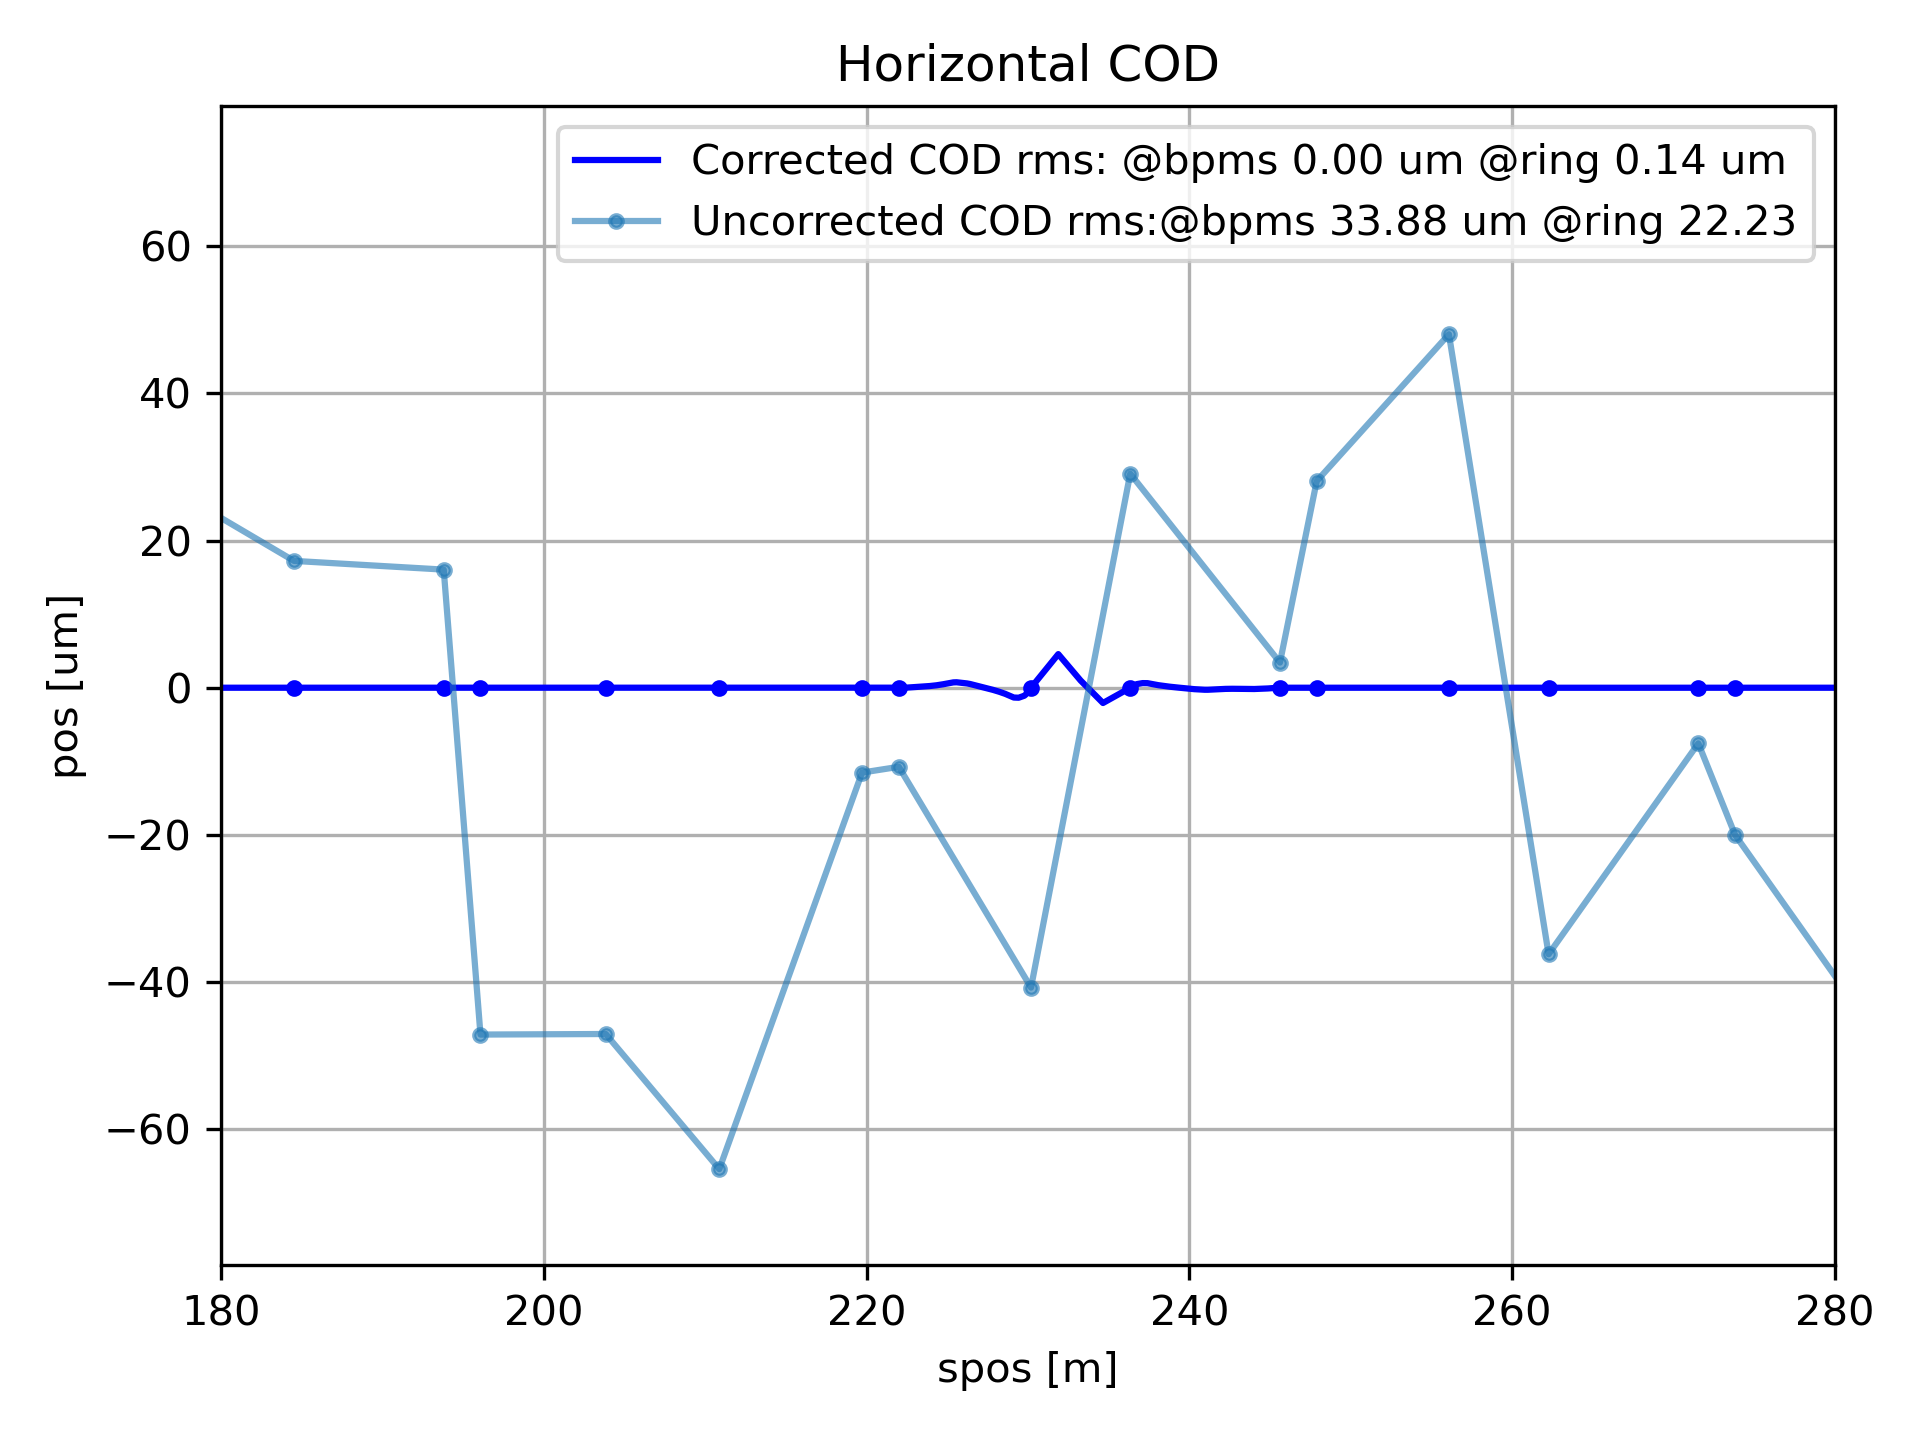 Horizontal COD
Corrected COD rms: @bpms 0.00 um @ring 0.14 um
Uncorrected COD rms:@bpms 33.88 um @ring 22.23
60
40
20
0
−20
−40
−60
pos [um]
180 200 220 240 260 280
spos [m]